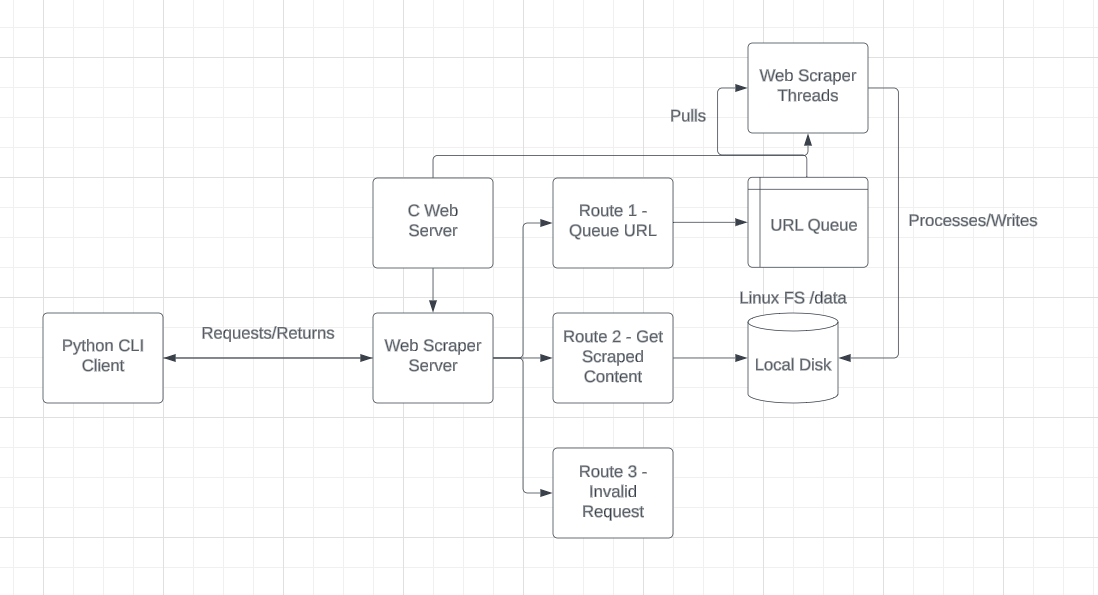 Web Scraper
Threads
Pulls
C Web
Server
Route 1 -
Queue URL
URL Queue
Processes/Writes
Linux FS /data
Python CLI
Client
Requests/Returns
Web Scraper
Server
Route 2 - Get
Scraped
Content
Local Disk
Route 3 -
Invalid
Request